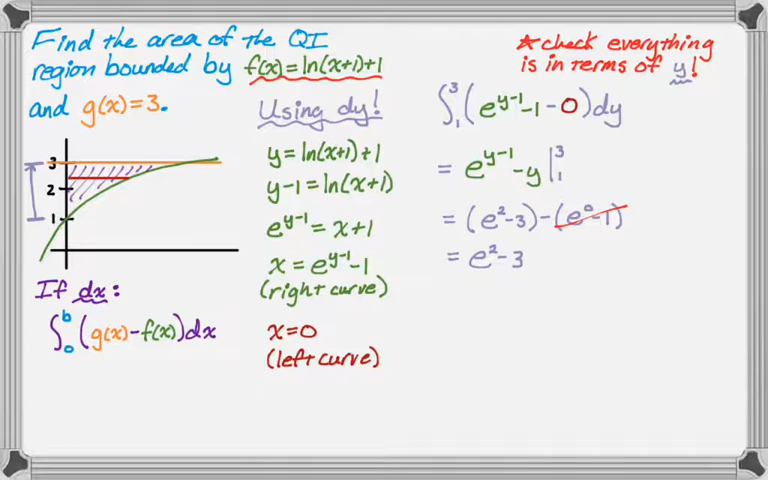 Find the area of the QI
region bounded by f(x)=ln(x+1)+1
and g(x)=3.
3
2
1
If dx:
∫₀ᵇ(g(x)-f(x))dx
Using dy!
y=ln(x+1)+1
y-1=ln(x+1)
e^(y-1)=x+1
x=e^(y-1)-1
(right curve)
x=0
(left curve)
*check everything
is in terms of y!
∫₁³(e^(y-1)-1-0)dy
=e^(y-1)-y|₁³
=(e²-3)-(e⁰-1)
=e²-3